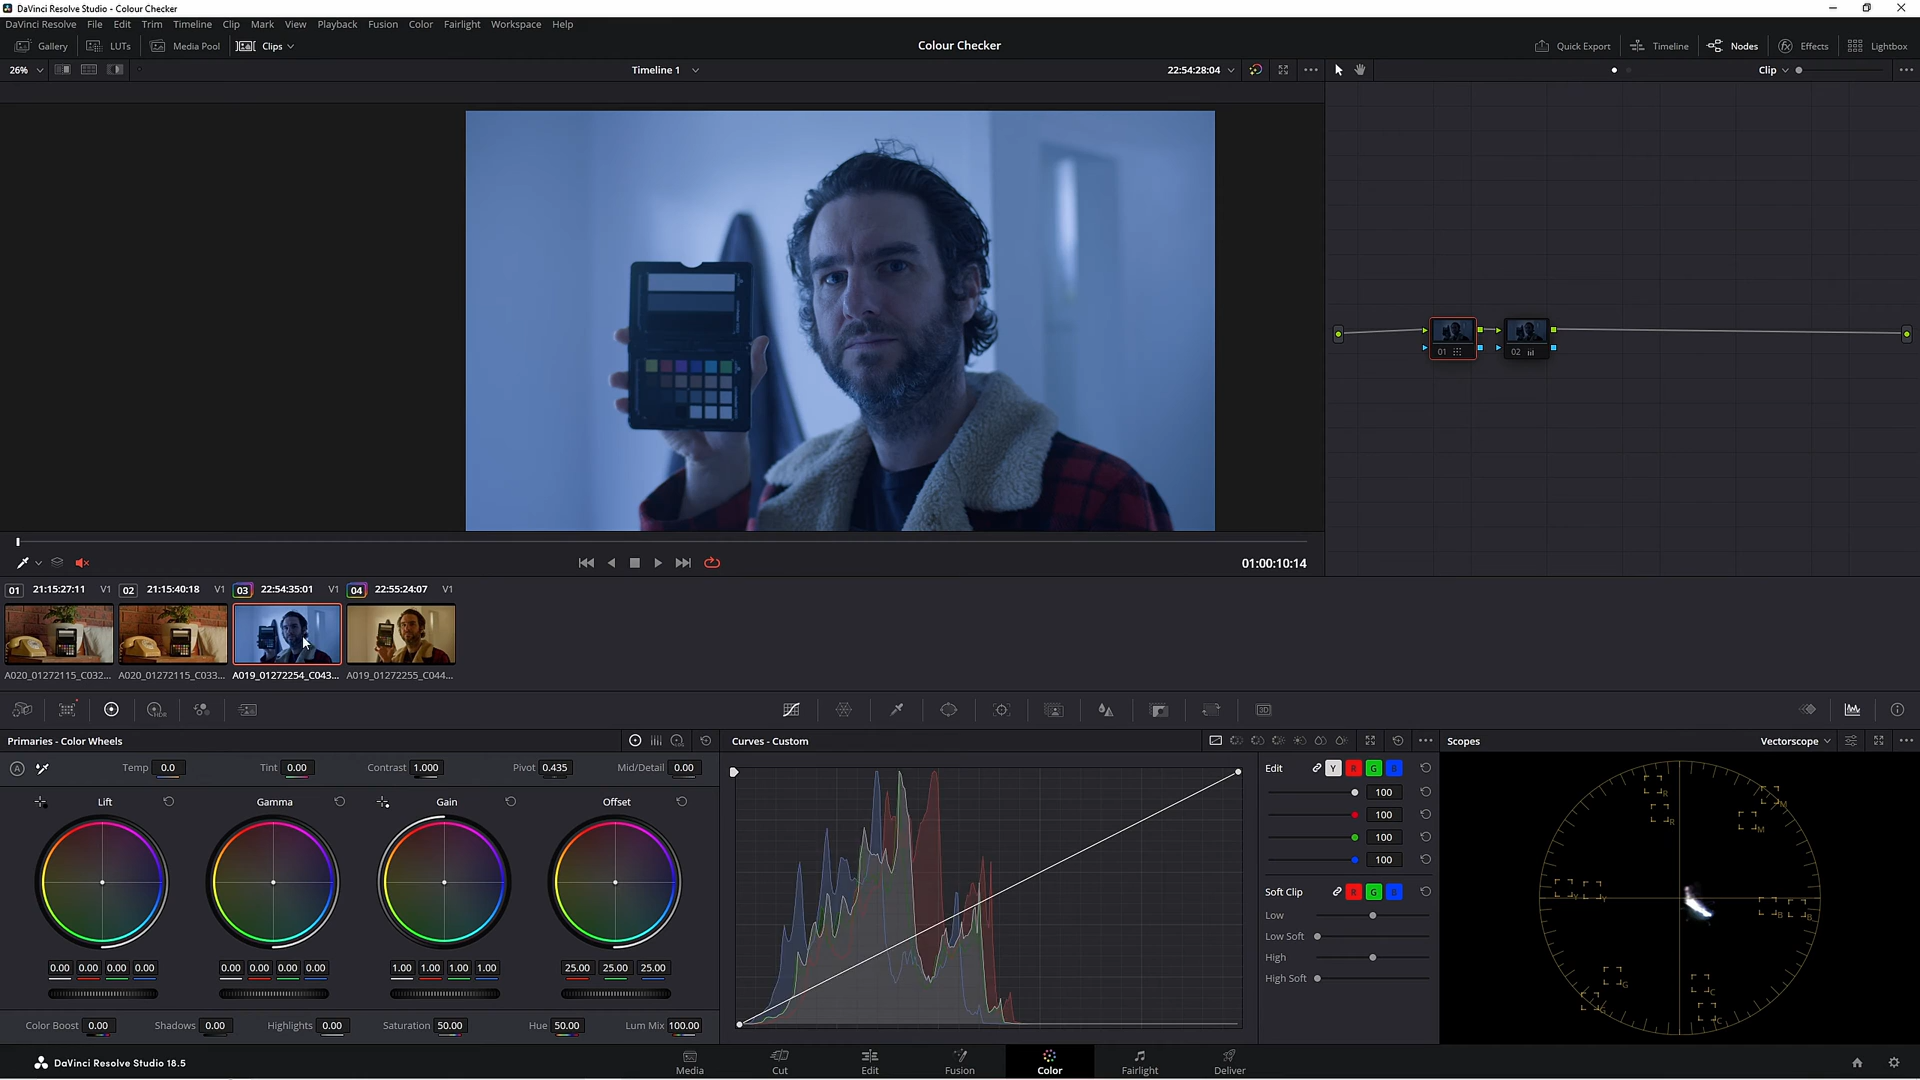 DaVinci Resolve Studio - Colour Checker
DaVinci Resolve File Edit Trim Timeline Clip Mark View Playback Fusion Color Fairlight Workspace Help
Gallery LUTs Media Pool Clips Colour Checker Quick Export Timeline Nodes Effects Lightbox
26% Timeline 1 22:54:28:04 Clip
01 02
01:00:10:14
01 21:15:27:11 V1 02 21:15:40:18 V1 03 22:54:35:01 V1 04 22:55:24:07 V1
A020_01272115_C032... A020_01272115_C033... A019_01272254_C043... A019_01272255_C044...
HDR 3D
Primaries - Color Wheels Curves - Custom Scopes Vectorscope
A Temp 0.0 Tint 0.00 Contrast 1.000 Pivot 0.435 Mid/Detail 0.00
Edit Y R G B
Lift Gamma Gain Offset
100
100
100
100
Soft Clip R G B
Low
Low Soft
High
High Soft
R M
R M
Y Y B B
G C
G C
0.00 0.00 0.00 0.00 0.00 0.00 0.00 0.00 1.00 1.00 1.00 1.00 25.00 25.00 25.00
Color Boost 0.00 Shadows 0.00 Highlights 0.00 Saturation 50.00 Hue 50.00 Lum Mix 100.00
DaVinci Resolve Studio 18.5
Media Cut Edit Fusion Color Fairlight Deliver